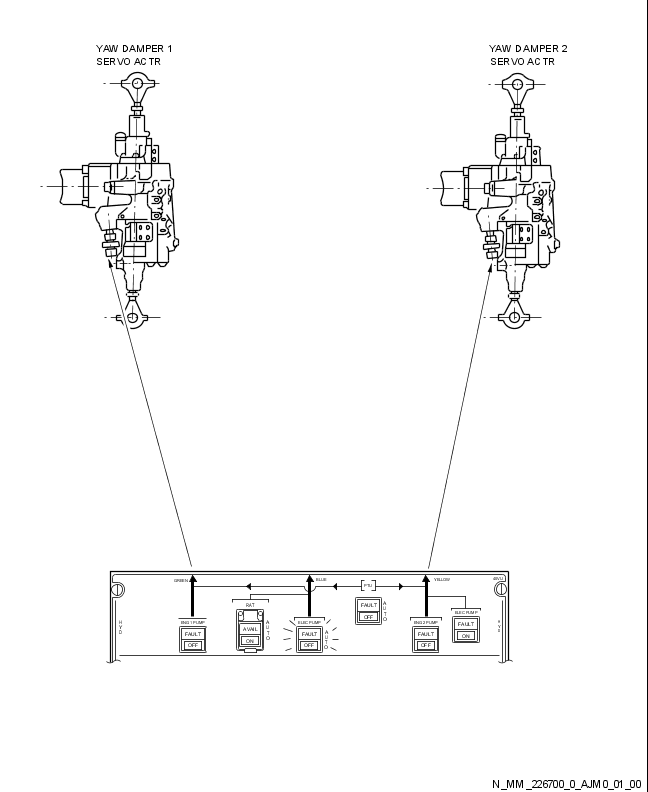 YAW DAMPER 1
SERVO ACTR
YAW DAMPER 2
SERVO ACTR
GREEN
BLUE
PTU
YELLOW
40VU
HYD
ENG 1 PUMP
FAULT
OFF
RAT
AVAIL
ON
AUTO
ELEC PUMP
FAULT
OFF
AUTO
FAULT
OFF
AUTO
ENG 2 PUMP
FAULT
OFF
ELEC PUMP
FAULT
ON
HYD
N_MM_226700_0_AJM0_01_00